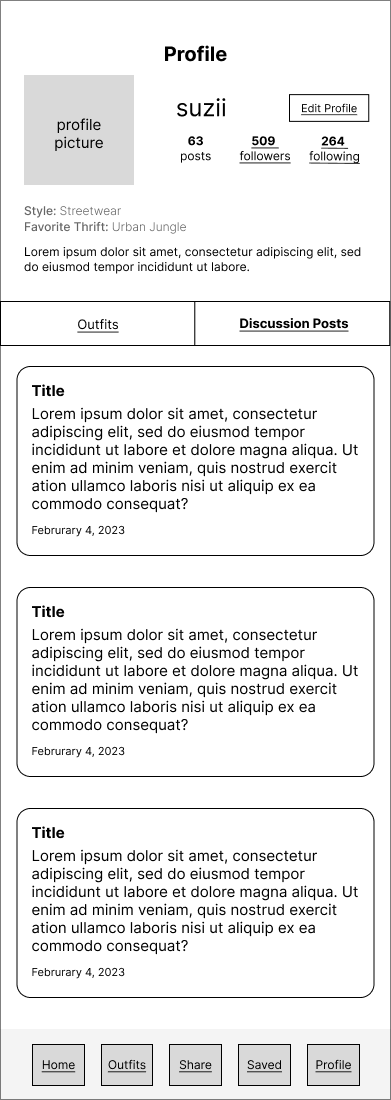 Profile
profile
picture
suzii
Edit Profile
63 509 264
posts followers following
Style: Streetwear
Favorite Thrift: Urban Jungle
Lorem ipsum dolor sit amet, consectetur adipiscing elit, sed
do eiusmod tempor incididunt ut labore.
Outfits Discussion Posts
Title
Lorem ipsum dolor sit amet, consectetur
adipiscing elit, sed do eiusmod tempor
incididunt ut labore et dolore magna aliqua. Ut
enim ad minim veniam, quis nostrud exercit
ation ullamco laboris nisi ut aliquip ex ea
commodo consequat?
Februrary 4, 2023
Title
Lorem ipsum dolor sit amet, consectetur
adipiscing elit, sed do eiusmod tempor
incididunt ut labore et dolore magna aliqua. Ut
enim ad minim veniam, quis nostrud exercit
ation ullamco laboris nisi ut aliquip ex ea
commodo consequat?
Februrary 4, 2023
Title
Lorem ipsum dolor sit amet, consectetur
adipiscing elit, sed do eiusmod tempor
incididunt ut labore et dolore magna aliqua. Ut
enim ad minim veniam, quis nostrud exercit
ation ullamco laboris nisi ut aliquip ex ea
commodo consequat?
Februrary 4, 2023
Home Outfits Share Saved Profile